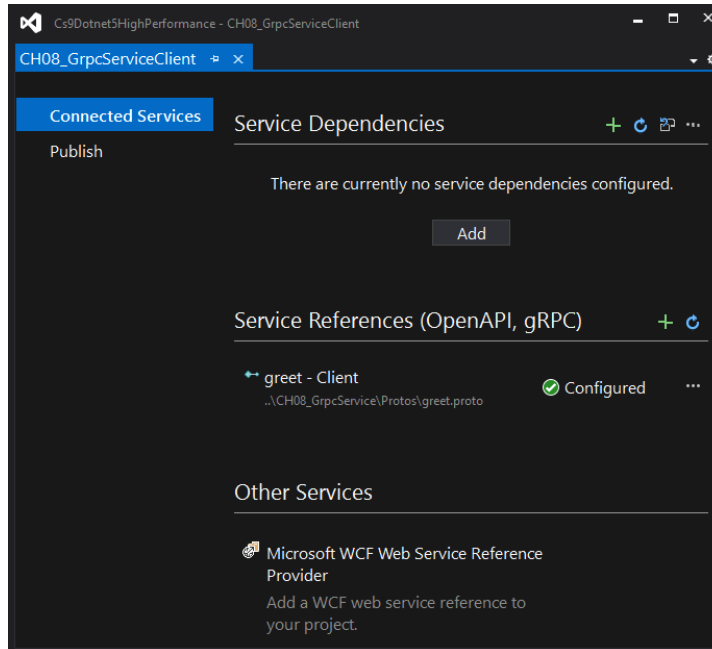 Cs9Dotnet5HighPerformance - CH08_GrpcServiceClient
CH08_GrpcServiceClient
Connected Services
Publish
Service Dependencies
There are currently no service dependencies configured.
Add
Service References (OpenAPI, gRPC)
greet - Client
..\CH08_GrpcService\Protos\greet.proto
Configured
Other Services
Microsoft WCF Web Service Reference
Provider
Add a WCF web service reference to
your project.